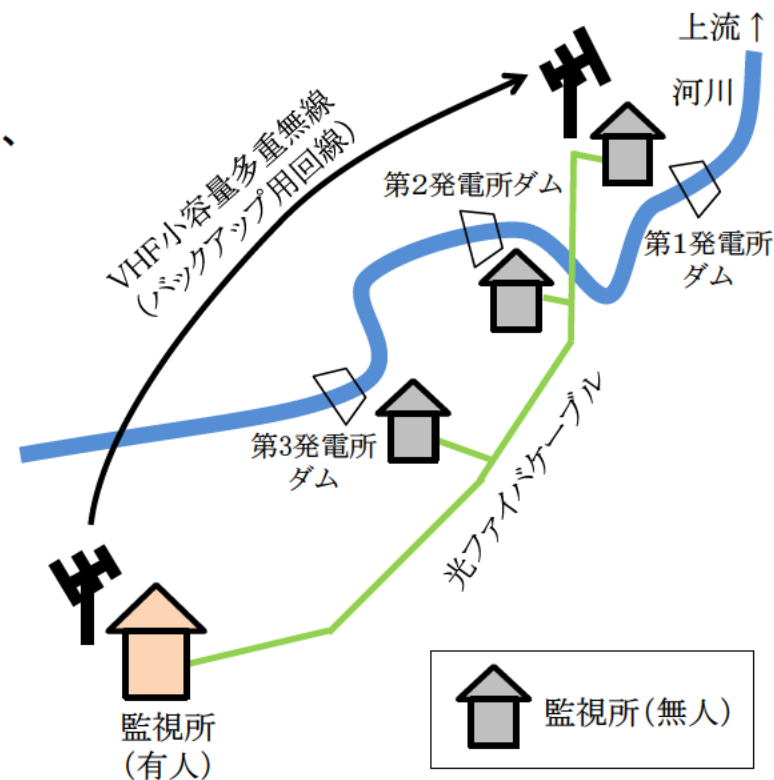 上流↑
河川
、
VHF小容量多重無線
(バックアップ用回線)
第2発電所ダム
第1発電所
ダム
第3発電所
ダム
光ファイバケーブル
監視所
(有人)
監視所(無人)